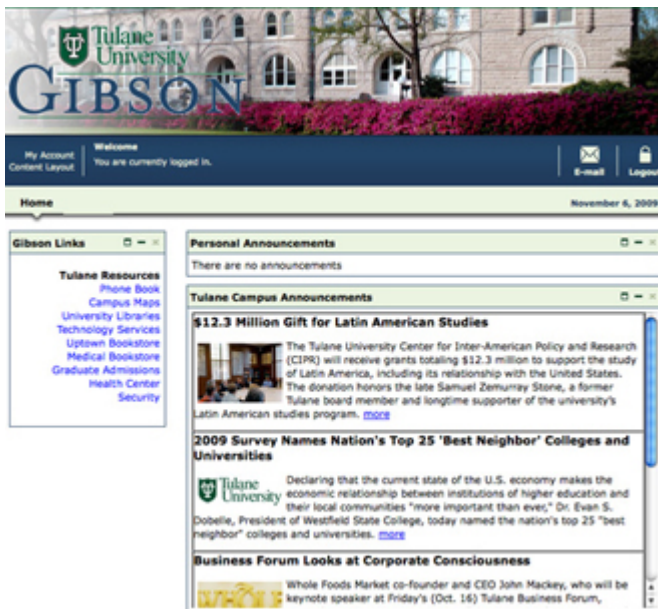 Tulane
University
GIBSON
My Account
Content Layout
Welcome
You are currently logged in.
E-mail
Logout
Home
November 6, 2009
Gibson Links
Tulane Resources
Phone Book
Campus Maps
University Libraries
Technology Services
Uptown Bookstore
Medical Bookstore
Graduate Admissions
Health Center
Security
Personal Announcements
There are no announcements
Tulane Campus Announcements
$12.3 Million Gift for Latin American Studies
The Tulane University Center for Inter-American Policy and Research
(CIPR) will receive grants totaling $12.3 million to support the study
of Latin America, including its relationship with the United States.
The donation honors the late Samuel Zemurray Stone, a former
Tulane board member and longtime supporter of the university's
Latin American studies program. more
2009 Survey Names Nation's Top 25 'Best Neighbor' Colleges and
Universities
Tulane
University
Declaring that the current state of the U.S. economy makes the
economic relationship between institutions of higher education and
their local communities "more important than ever," Dr. Evan S.
Dobelle, President of Westfield State College, today named the nation's top 25 "best
neighbor" colleges and universities. more
Business Forum Looks at Corporate Consciousness
WHOLE
Whole Foods Market co-founder and CEO John Mackey, who will be
keynote speaker at Friday's (Oct. 16) Tulane Business Forum,